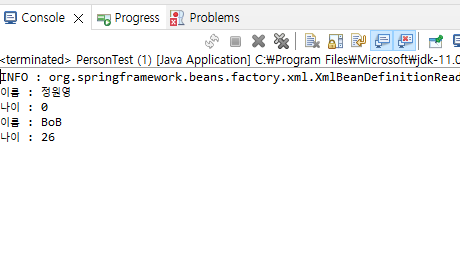 Console Progress Problems
<terminated> PersonTest (1) [Java Application] C:₩Program Files₩Microsoft₩jdk-11.0
INFO : org.springframework.beans.factory.xml.XmlBeanDefinitionRead
이름 : 정원영
나이 : 0
이름 : BoB
나이 : 26